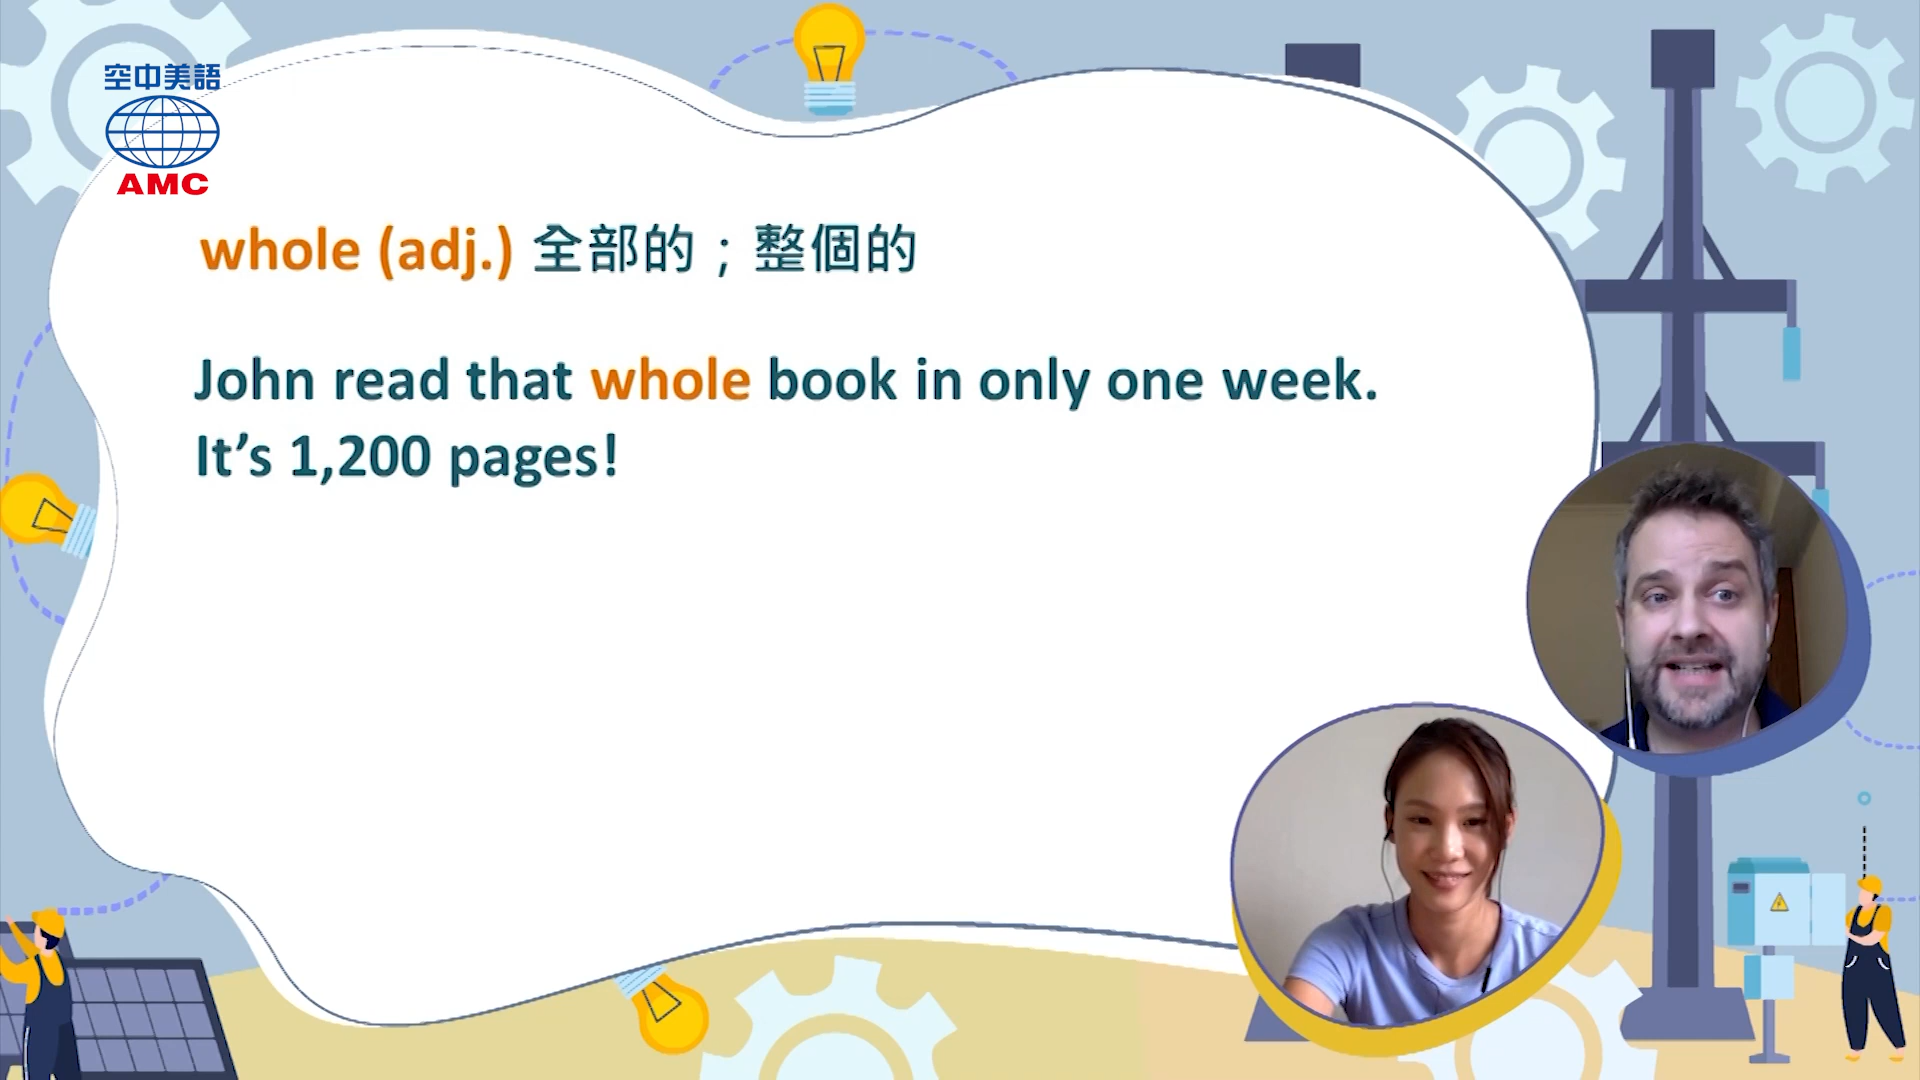 空中美語
AMC
whole (adj.) 全部的；整個的
John read that whole book in only one week.
It’s 1,200 pages!